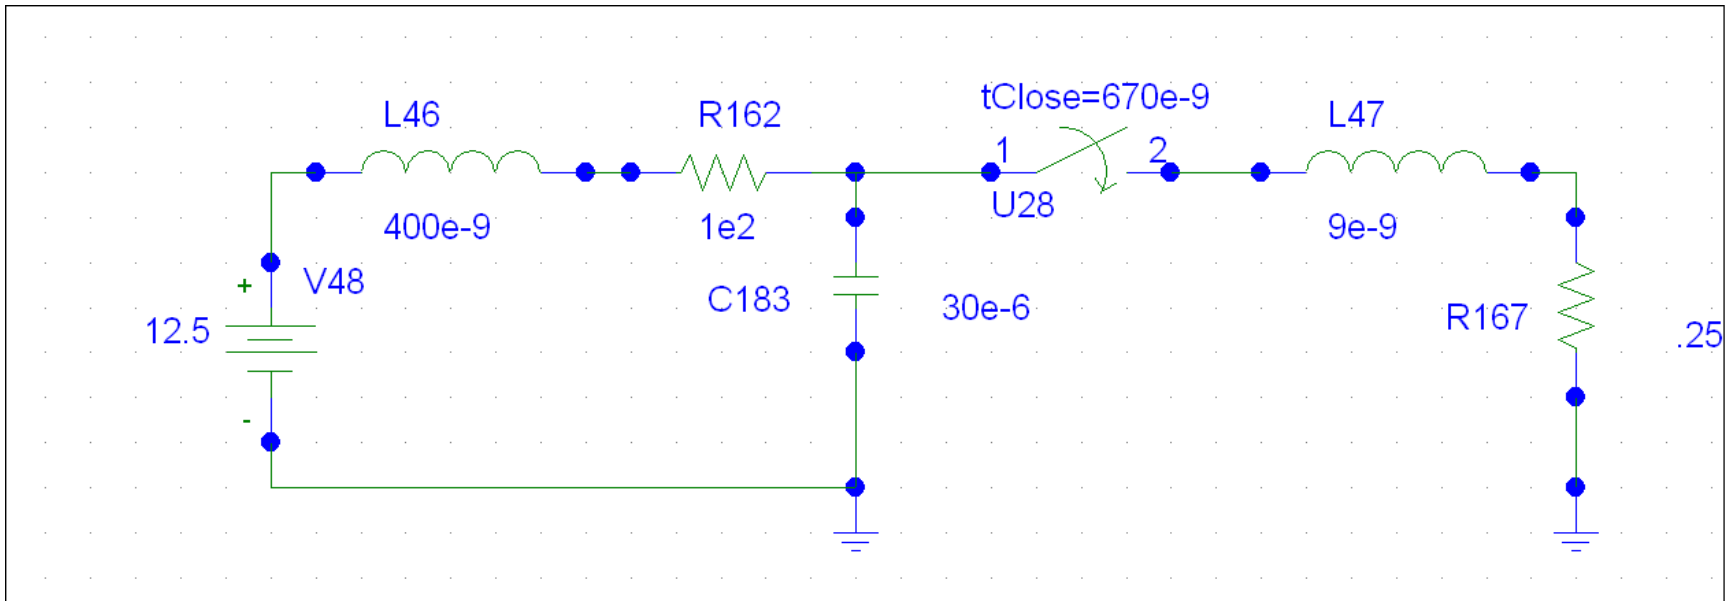 tClose=670e-9
L46
R162
L47
1
2
U28
400e-9
1e2
9e-9
+
V48
C183
30e-6
R167
12.5
.25
-